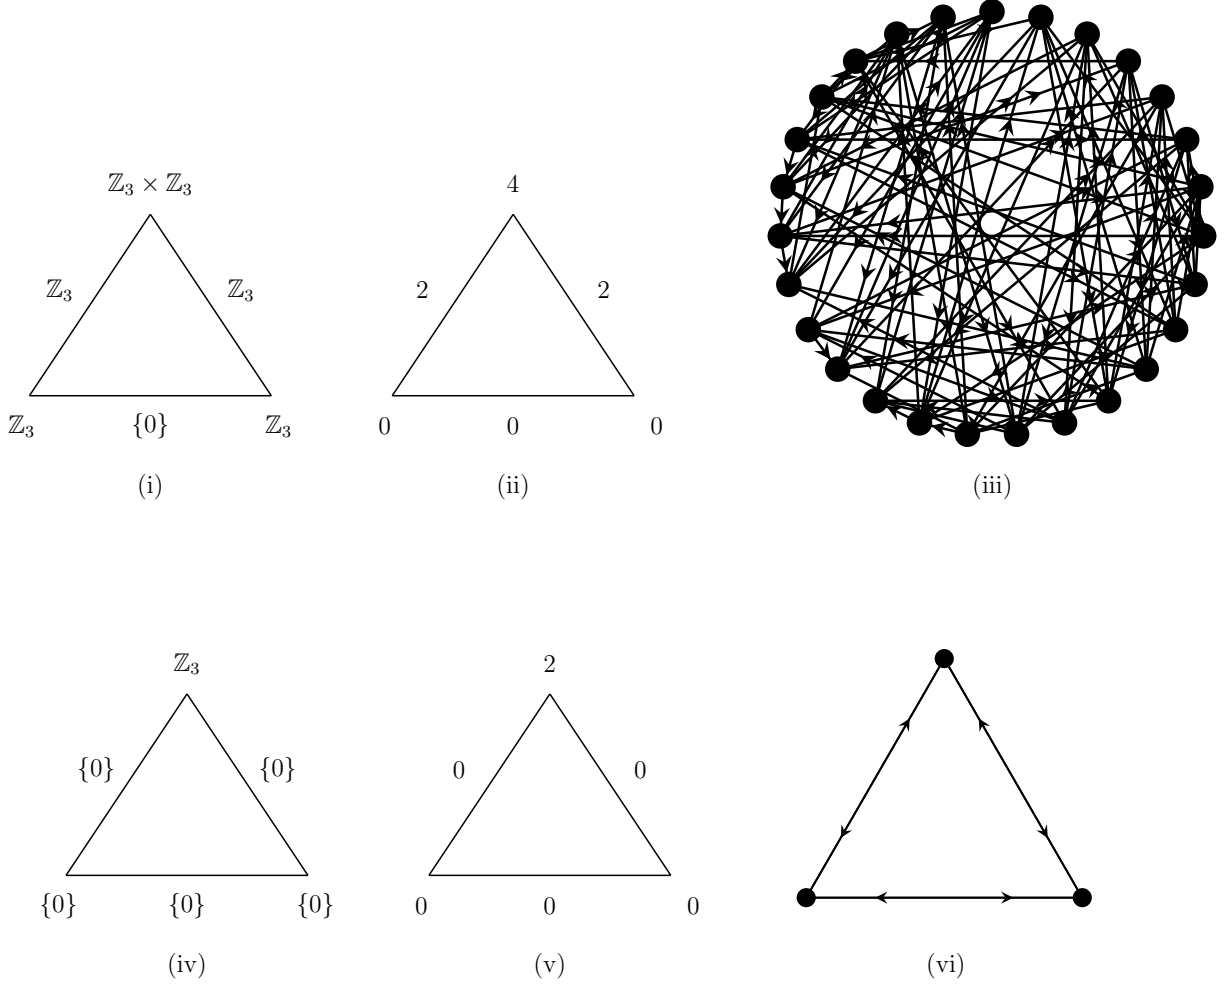 ℤ₃ × ℤ₃
4
ℤ₃ ℤ₃
2 2
ℤ₃ {0} ℤ₃
0 0 0
(i) (ii) (iii)
ℤ₃
2
{0} {0}
0 0
{0} {0} {0}
0 0 0
(iv) (v) (vi)